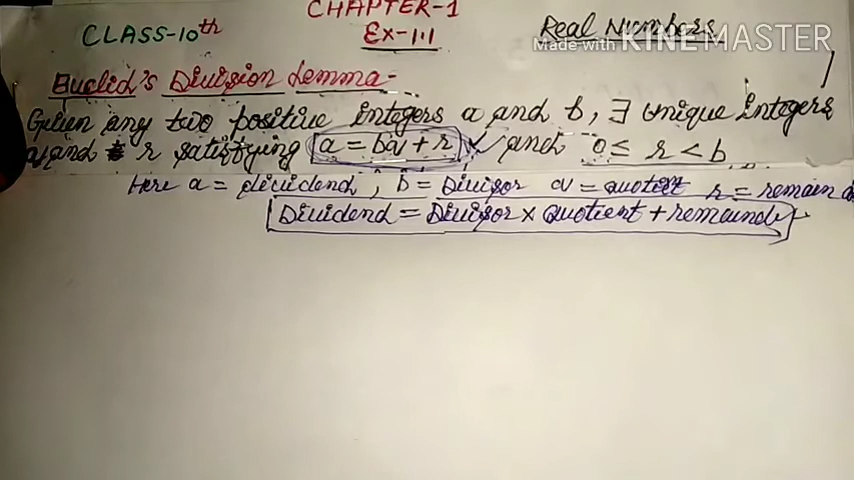 CHAPTER-1
CLASS-10th Ex-1.1 Real Numbers
Made with KINEMASTER
Euclid's Division Lemma-
Given any two positive integers a and b, ∃ unique integers
q and r satisfying a = bq + r and 0 ≤ r < b
Here a = dividend, b = Divisor q = quotient r = remain
Dividend = Divisor × quotient + remainder